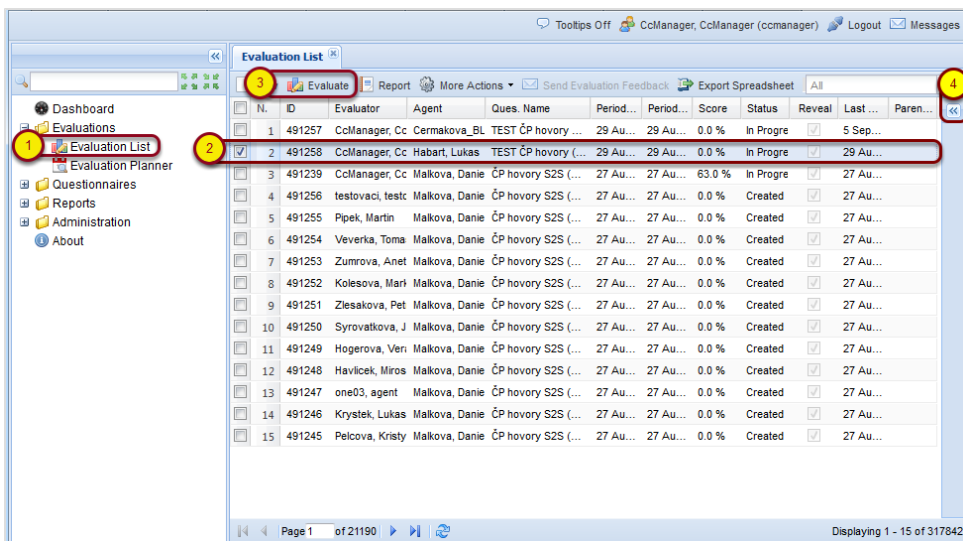 Tooltips Off CcManager, CcManager (ccmanager) Logout Messages
Evaluation List
3 Evaluate Report More Actions Send Evaluation Feedback Export Spreadsheet All 4
Dashboard
Evaluations
1 Evaluation List
Evaluation Planner
Questionnaires
Reports
Administration
About
2
N. ID Evaluator Agent Ques. Name Period... Period... Score Status Reveal Last ... Paren...
1 491257 CcManager, Cc Cermakova_BL TEST ČP hovory ... 29 Au... 29 Au... 0.0 % In Progre 5 Sep...
2 491258 CcManager, Cc Habart, Lukas TEST ČP hovory (... 29 Au... 29 Au... 0.0 % In Progre 29 Au...
3 491239 CcManager, Cc Malkova, Danie ČP hovory S2S (... 27 Au... 27 Au... 63.0 % In Progre 27 Au...
4 491256 testovaci, testc Malkova, Danie ČP hovory S2S (... 27 Au... 27 Au... 0.0 % Created 27 Au...
5 491255 Pipek, Martin Malkova, Danie ČP hovory S2S (... 27 Au... 27 Au... 0.0 % Created 27 Au...
6 491254 Veverka, Toma Malkova, Danie ČP hovory S2S (... 27 Au... 27 Au... 0.0 % Created 27 Au...
7 491253 Zumrova, Anet Malkova, Danie ČP hovory S2S (... 27 Au... 27 Au... 0.0 % Created 27 Au...
8 491252 Kolesova, Mark Malkova, Danie ČP hovory S2S (... 27 Au... 27 Au... 0.0 % Created 27 Au...
9 491251 Zlesakova, Pet Malkova, Danie ČP hovory S2S (... 27 Au... 27 Au... 0.0 % Created 27 Au...
10 491250 Syrovatkova, J Malkova, Danie ČP hovory S2S (... 27 Au... 27 Au... 0.0 % Created 27 Au...
11 491249 Hogerova, Vera Malkova, Danie ČP hovory S2S (... 27 Au... 27 Au... 0.0 % Created 27 Au...
12 491248 Havlicek, Miros Malkova, Danie ČP hovory S2S (... 27 Au... 27 Au... 0.0 % Created 27 Au...
13 491247 one03, agent Malkova, Danie ČP hovory S2S (... 27 Au... 27 Au... 0.0 % Created 27 Au...
14 491246 Krystek, Lukas Malkova, Danie ČP hovory S2S (... 27 Au... 27 Au... 0.0 % Created 27 Au...
15 491245 Pelcova, Kristy Malkova, Danie ČP hovory S2S (... 27 Au... 27 Au... 0.0 % Created 27 Au...
Page 1 of 21190 Displaying 1 - 15 of 317842